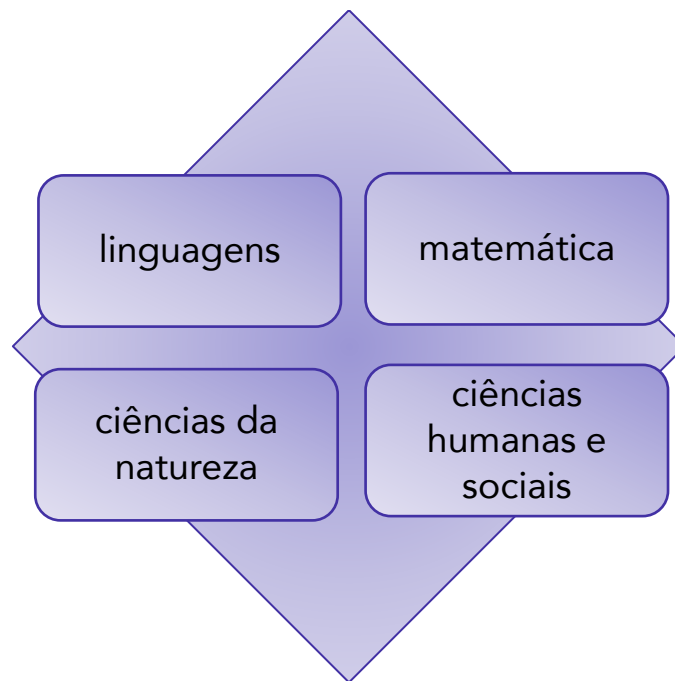 linguagens
matemática
ciências da
natureza
ciências
humanas e
sociais